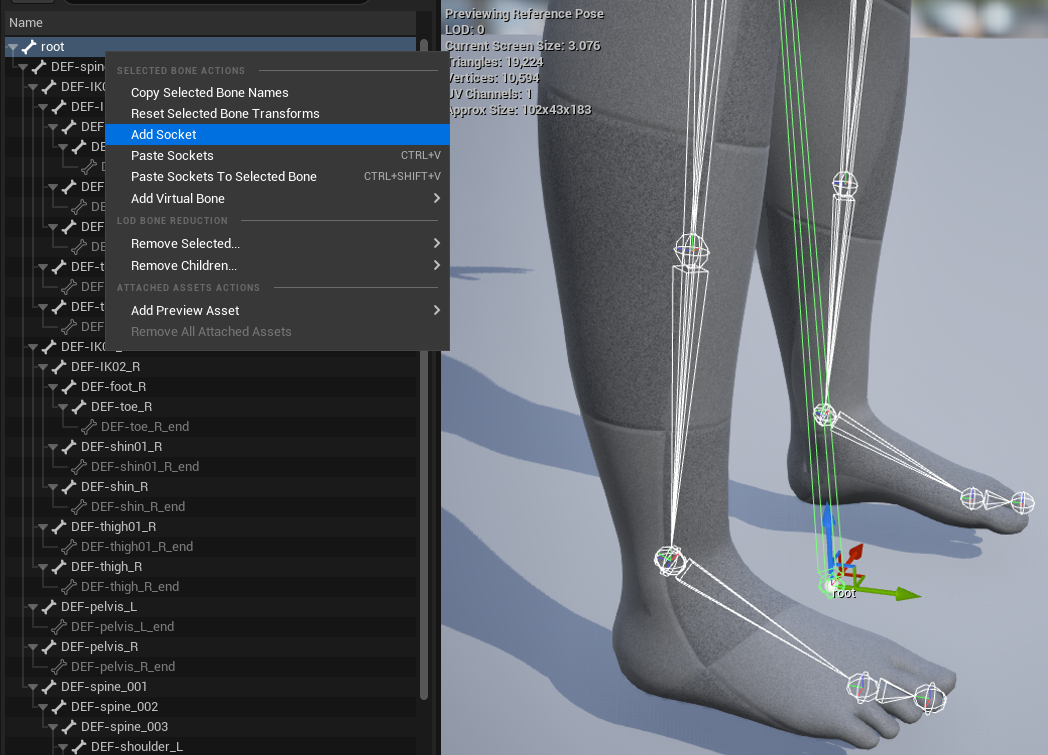 Name
root
DEF-spin
DEF-IK0
DEF-I
DEF
DE
D
DEF
DE
DEF
DE
DEF-t
DEF
DEF-t
DEF
DEF-IK0
DEF-IK02_R
DEF-foot_R
DEF-toe_R
DEF-toe_R_end
DEF-shin01_R
DEF-shin01_R_end
DEF-shin_R
DEF-shin_R_end
DEF-thigh01_R
DEF-thigh01_R_end
DEF-thigh_R
DEF-thigh_R_end
DEF-pelvis_L
DEF-pelvis_L_end
DEF-pelvis_R
DEF-pelvis_R_end
DEF-spine_001
DEF-spine_002
DEF-spine_003
DEF-shoulder_L
SELECTED BONE ACTIONS
Copy Selected Bone Names
Reset Selected Bone Transforms
Add Socket
Paste Sockets CTRL+V
Paste Sockets To Selected Bone CTRL+SHIFT+V
Add Virtual Bone
LOD BONE REDUCTION
Remove Selected...
Remove Children...
ATTACHED ASSETS ACTIONS
Add Preview Asset
Remove All Attached Assets
Previewing Reference Pose
LOD: 0
Current Screen Size: 3.076
Triangles: 19,224
Vertices: 10,594
UV Channels: 1
Approx Size: 102x43x183
root